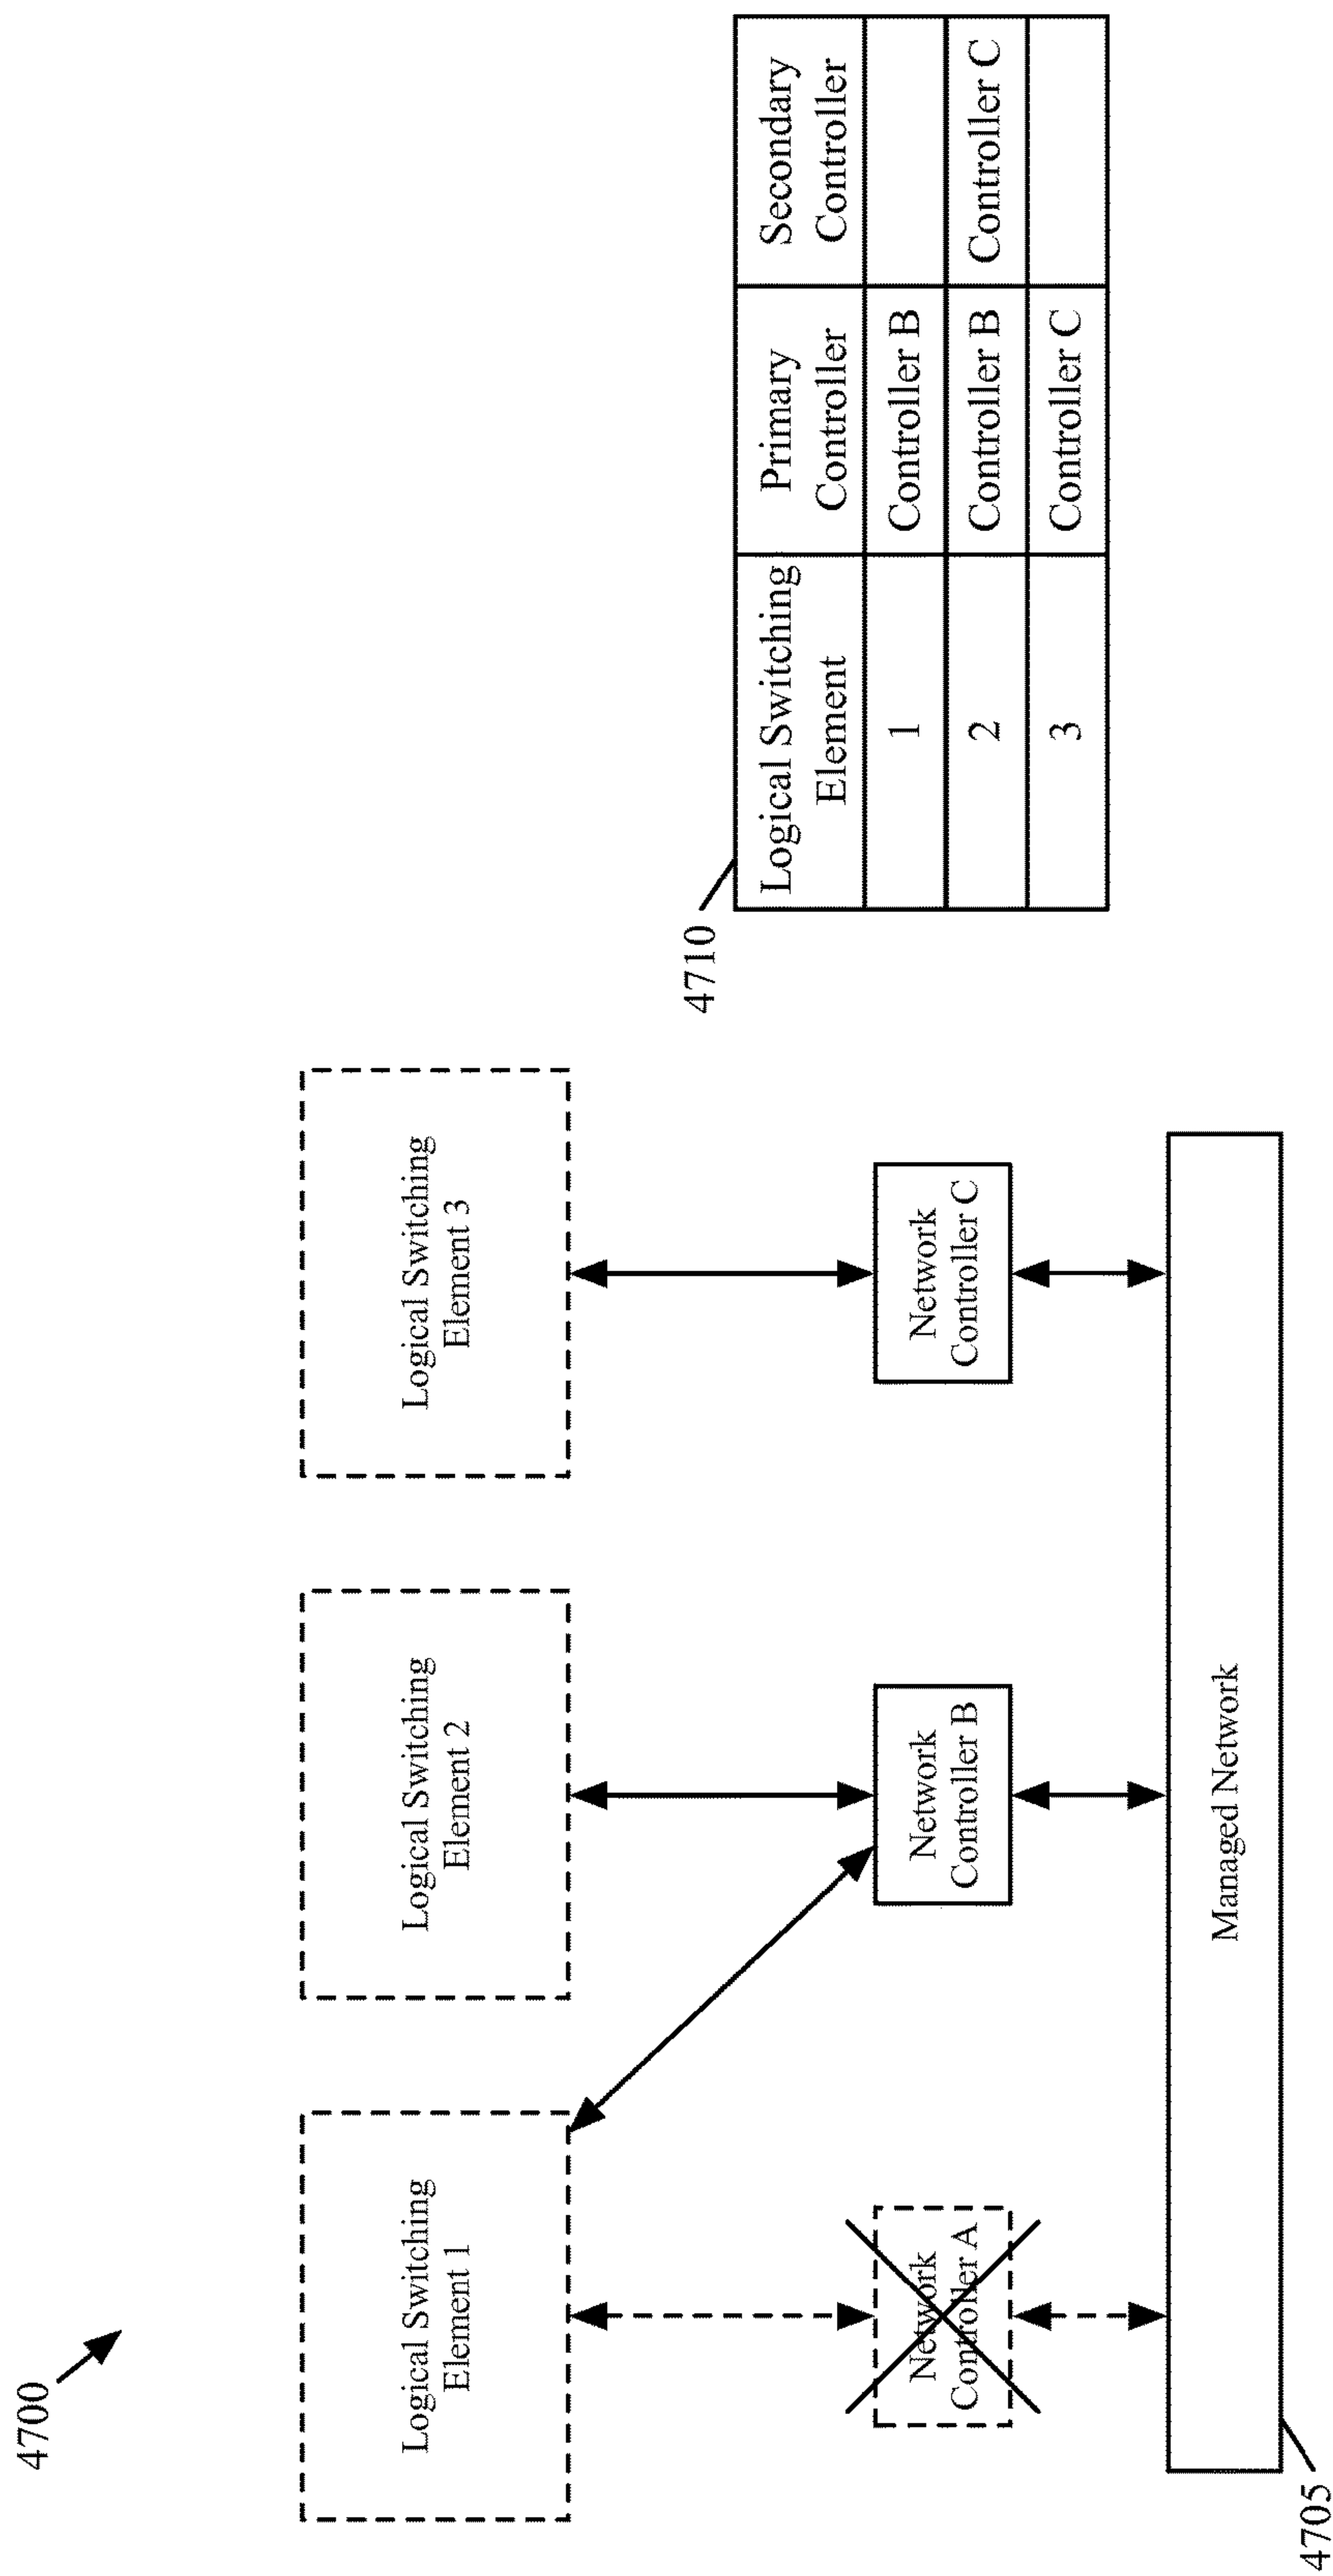 4700
Logical Switching
Element 1
Logical Switching
Element 2
Logical Switching
Element 3
Network
Controller A
Network
Controller B
Network
Controller C
Managed Network
4705
4710
Logical Switching
Element
Primary
Controller
Secondary
Controller
1
Controller B
2
Controller B
Controller C
3
Controller C